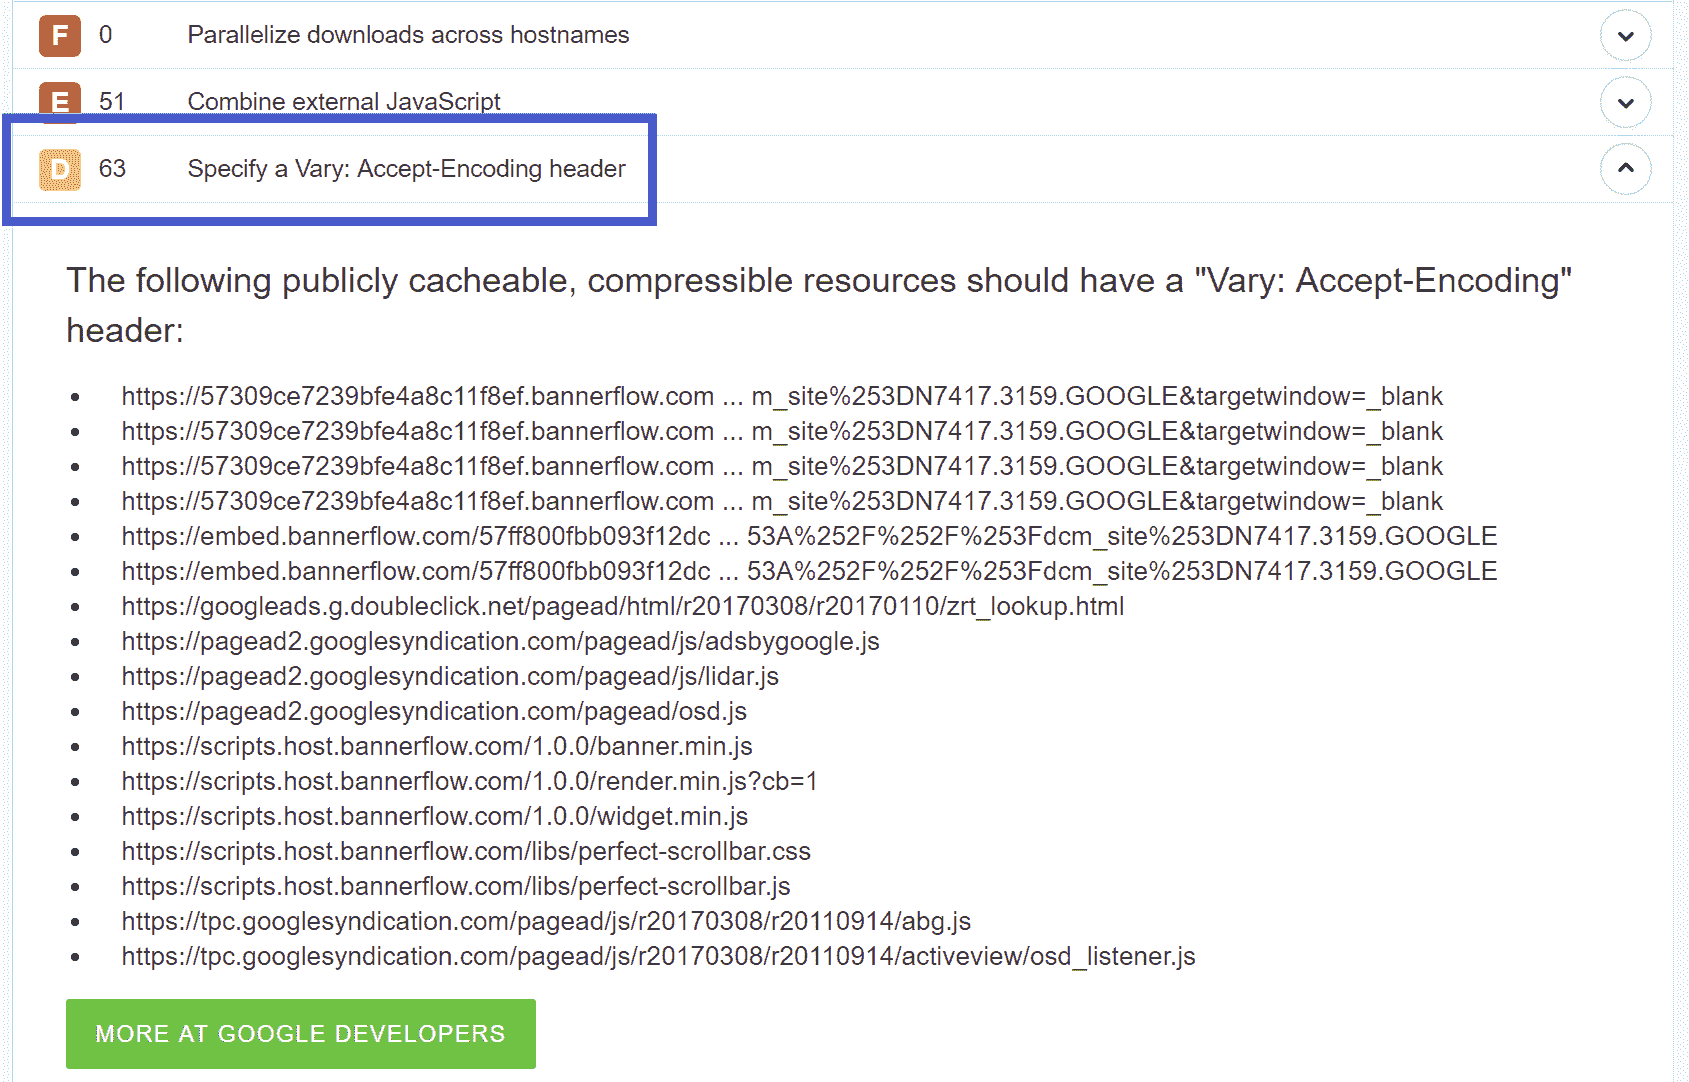 F 0 Parallelize downloads across hostnames
E 51 Combine external JavaScript
D 63 Specify a Vary: Accept-Encoding header
The following publicly cacheable, compressible resources should have a "Vary: Accept-Encoding"
header:
• https://57309ce7239bfe4a8c11f8ef.bannerflow.com ... m_site%253DN7417.3159.GOOGLE&targetwindow=_blank
• https://57309ce7239bfe4a8c11f8ef.bannerflow.com ... m_site%253DN7417.3159.GOOGLE&targetwindow=_blank
• https://57309ce7239bfe4a8c11f8ef.bannerflow.com ... m_site%253DN7417.3159.GOOGLE&targetwindow=_blank
• https://57309ce7239bfe4a8c11f8ef.bannerflow.com ... m_site%253DN7417.3159.GOOGLE&targetwindow=_blank
• https://embed.bannerflow.com/57ff800fbb093f12dc ... 53A%252F%252F%253Fdcm_site%253DN7417.3159.GOOGLE
• https://embed.bannerflow.com/57ff800fbb093f12dc ... 53A%252F%252F%253Fdcm_site%253DN7417.3159.GOOGLE
• https://googleads.g.doubleclick.net/pagead/html/r20170308/r20170110/zrt_lookup.html
• https://pagead2.googlesyndication.com/pagead/js/adsbygoogle.js
• https://pagead2.googlesyndication.com/pagead/js/lidar.js
• https://pagead2.googlesyndication.com/pagead/osd.js
• https://scripts.host.bannerflow.com/1.0.0/banner.min.js
• https://scripts.host.bannerflow.com/1.0.0/render.min.js?cb=1
• https://scripts.host.bannerflow.com/1.0.0/widget.min.js
• https://scripts.host.bannerflow.com/libs/perfect-scrollbar.css
• https://scripts.host.bannerflow.com/libs/perfect-scrollbar.js
• https://tpc.googlesyndication.com/pagead/js/r20170308/r20110914/abg.js
• https://tpc.googlesyndication.com/pagead/js/r20170308/r20110914/activeview/osd_listener.js
MORE AT GOOGLE DEVELOPERS